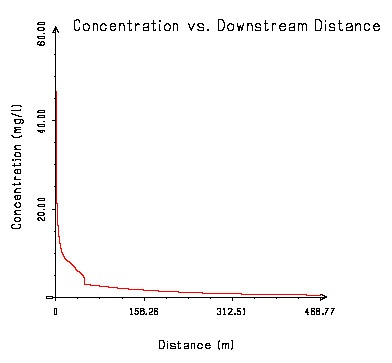 Concentration vs. Downstream Distance
60.00
40.00
20.00
0
Concentration (mg/l)
0
156.26
312.51
468.77
Distance (m)